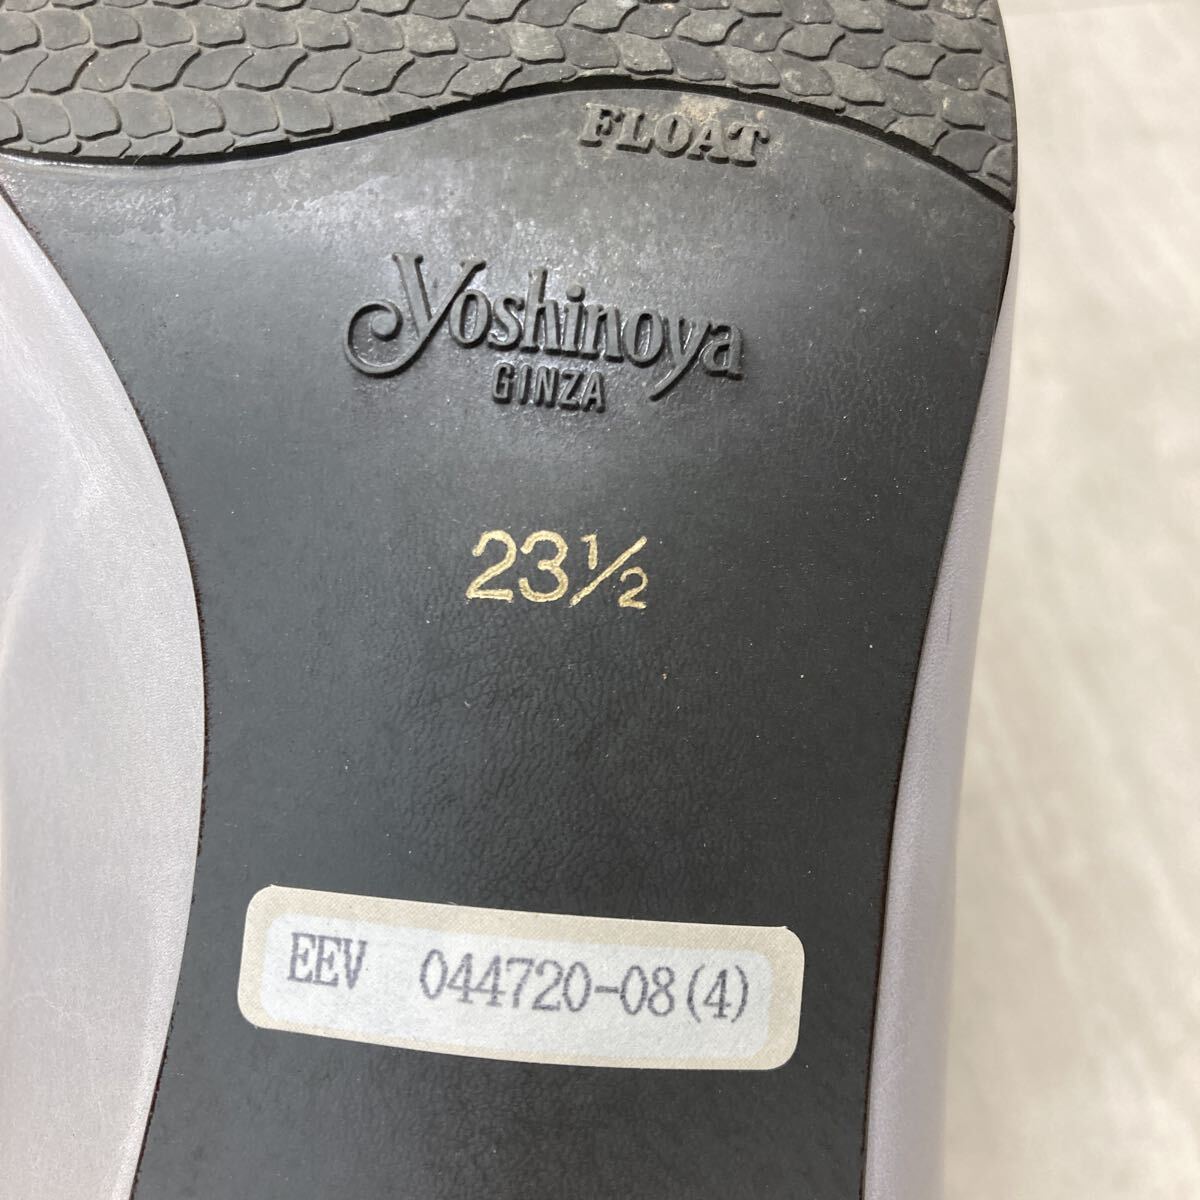 FLOAT
Yoshinoya
GINZA
23½
EEV 044720-08(4)